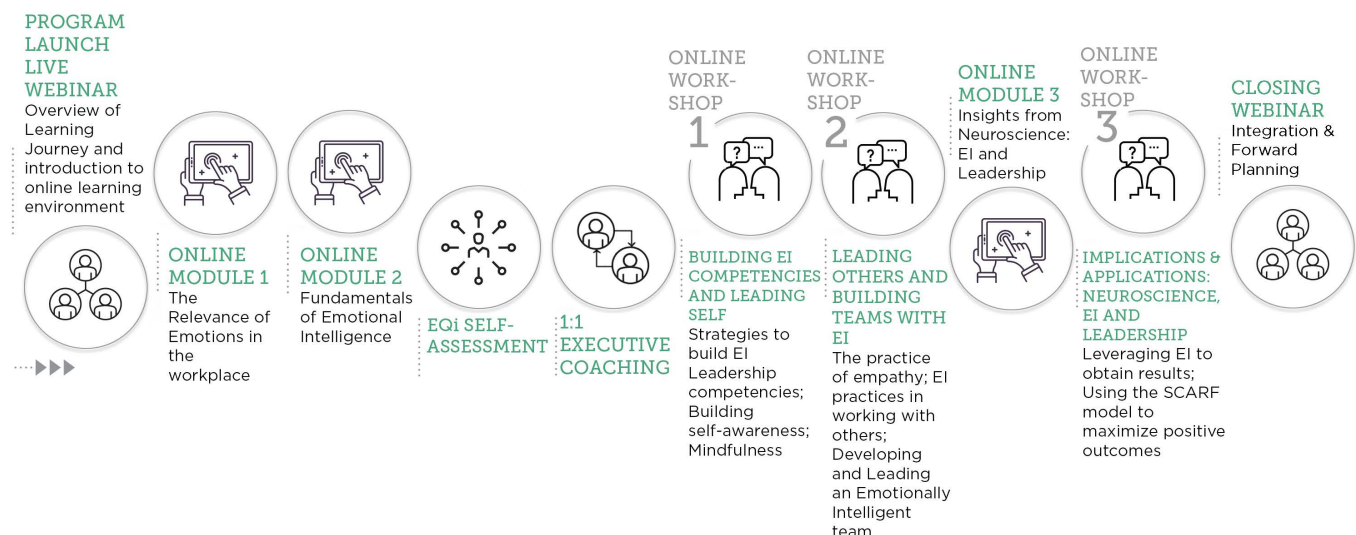 PROGRAM
LAUNCH
LIVE
WEBINAR
Overview of
Learning
Journey and
introduction to
online learning
environment
ONLINE
MODULE 1
The
Relevance of
Emotions in
the
workplace
ONLINE
MODULE 2
Fundamentals
of Emotional
Intelligence
EQi SELF-
ASSESSMENT
1:1
EXECUTIVE
COACHING
ONLINE
WORK-
SHOP
1
BUILDING EI
COMPETENCIES
AND LEADING
SELF
Strategies to
build EI
Leadership
competencies;
Building
self-awareness;
Mindfulness
ONLINE
WORK-
SHOP
2
LEADING
OTHERS AND
BUILDING
TEAMS WITH
EI
The practice
of empathy; EI
practices in
working with
others;
Developing
and Leading
an Emotionally
Intelligent
team
ONLINE
MODULE 3
Insights from
Neuroscience:
EI and
Leadership
ONLINE
WORK-
SHOP
3
IMPLICATIONS &
APPLICATIONS:
NEUROSCIENCE,
EI AND
LEADERSHIP
Leveraging EI to
obtain results;
Using the SCARF
model to
maximize positive
outcomes
CLOSING
WEBINAR
Integration &
Forward
Planning